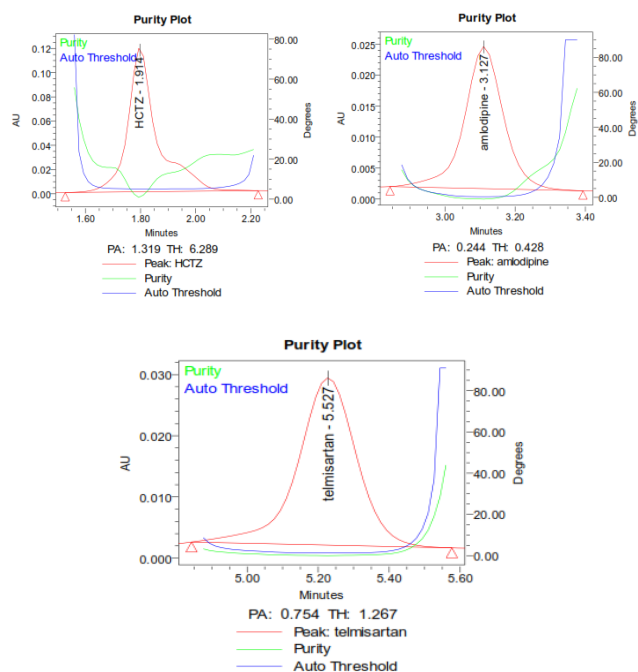 Purity Plot
Purity
Auto Threshold
HCTZ - 1.914
0.12
0.10
0.08
0.06
0.04
0.02
0.00
AU
80.00
60.00
40.00
20.00
0.00
Degrees
1.60 1.80 2.00 2.20
Minutes
PA: 1.319 TH: 6.289
Peak: HCTZ
Purity
Auto Threshold
Purity Plot
Purity
Auto Threshold
amlodipine - 3.127
0.025
0.020
0.015
0.010
0.005
0.000
AU
80.00
60.00
40.00
20.00
0.00
Degrees
3.00 3.20 3.40
Minutes
PA: 0.244 TH: 0.428
Peak: amlodipine
Purity
Auto Threshold
Purity Plot
Purity
Auto Threshold
telmisartan - 5.527
0.030
0.020
0.010
0.000
AU
80.00
60.00
40.00
20.00
0.00
Degrees
5.00 5.20 5.40 5.60
Minutes
PA: 0.754 TH: 1.267
Peak: telmisartan
Purity
Auto Threshold